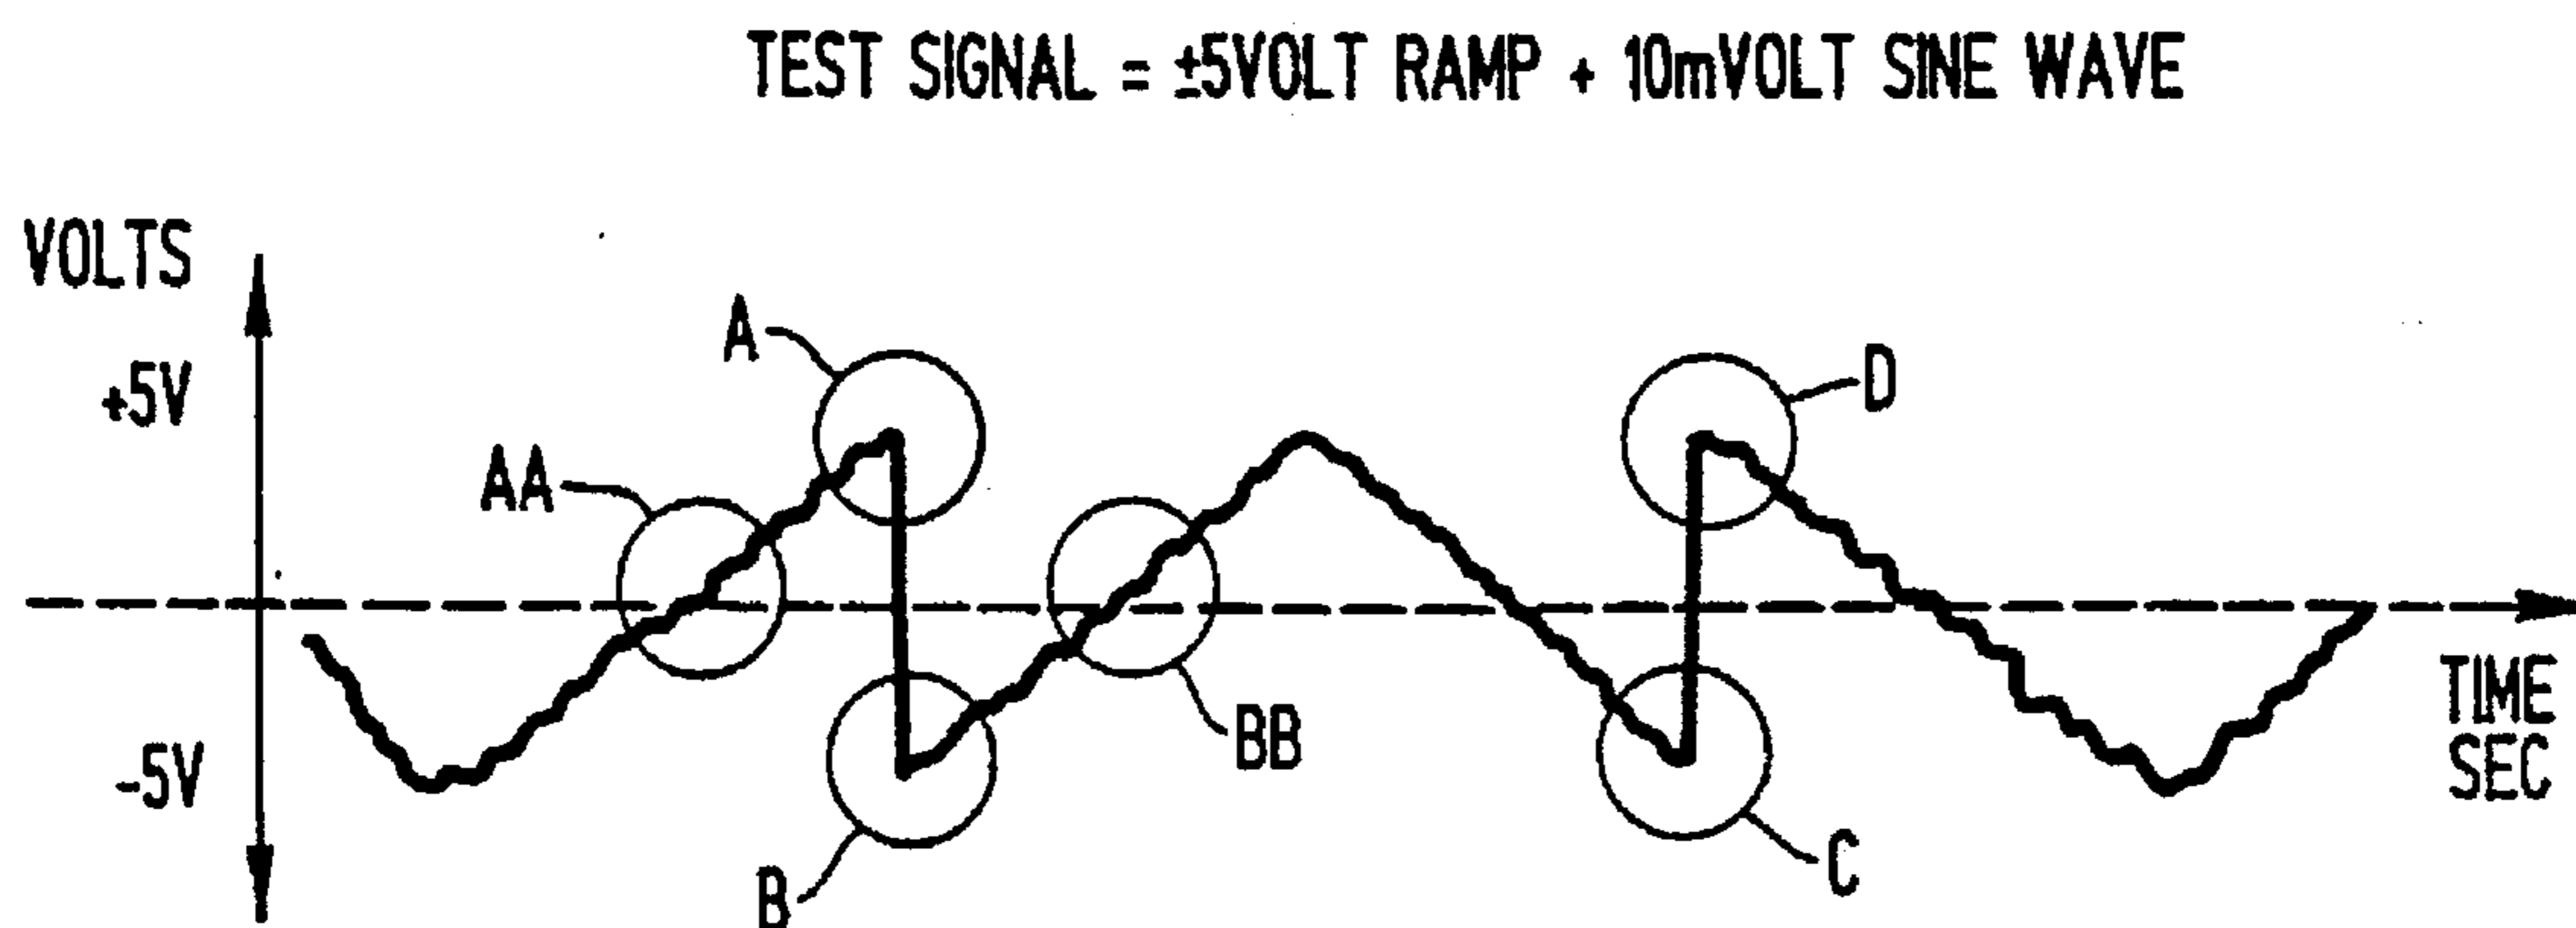 TEST SIGNAL = ±5VOLT RAMP + 10mVOLT SINE WAVE
VOLTS
+5V
-5V
AA
A
B
BB
D
C
TIME
SEC